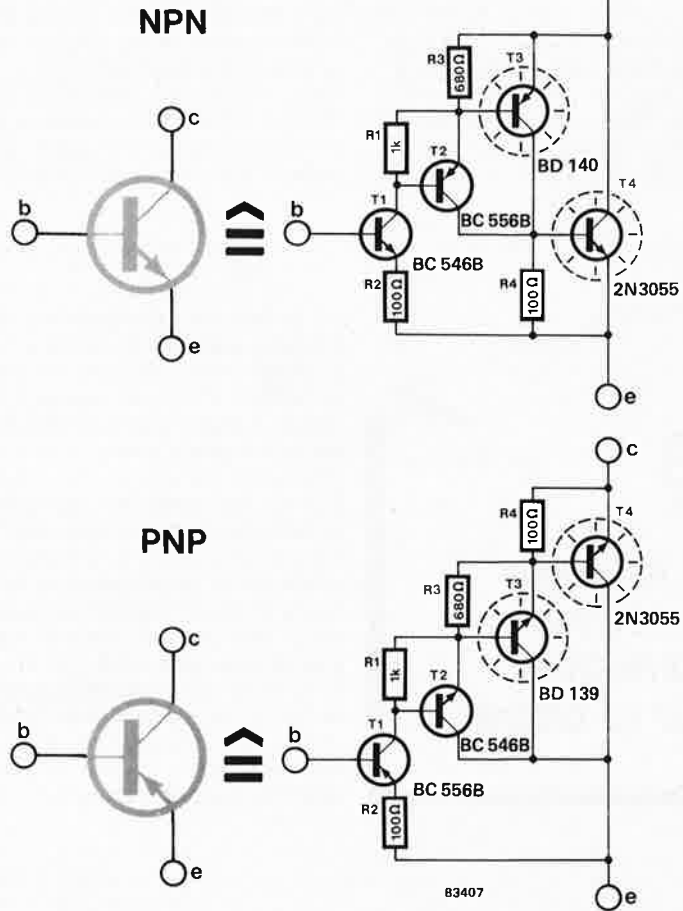 NPN
c
b
e
b
R3
680Ω
T3
R1
1k
T2
BD 140
T4
T1
BC 556B
BC 546B
2N3055
R2
100Ω
R4
100Ω
e
PNP
c
b
e
c
R4
100Ω
T4
R3
680Ω
T3
2N3055
R1
1k
T2
BD 139
b
T1
BC 546B
BC 556B
R2
100Ω
83407
e